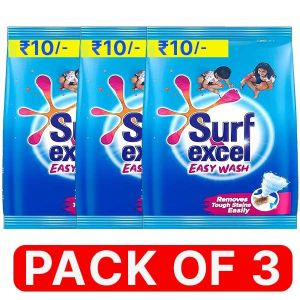 ₹10/- ₹10/- ₹10/-
Surf
excel
EASY WASH
Removes
Tough Stains
Easily
PACK OF 3